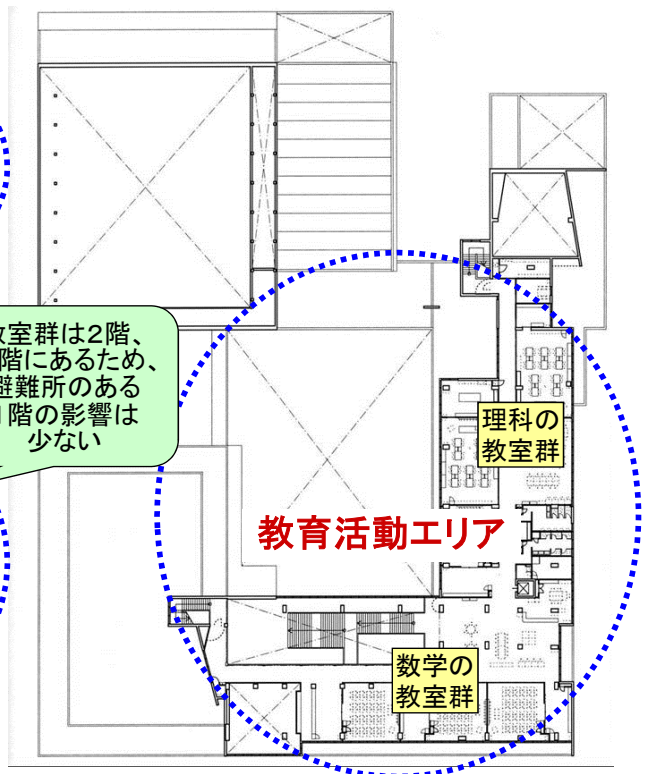 室群は2階、
階にあるため、
避難所のある
階の影響は
少ない
理科の
教室群
教育活動エリア
数学の
教室群